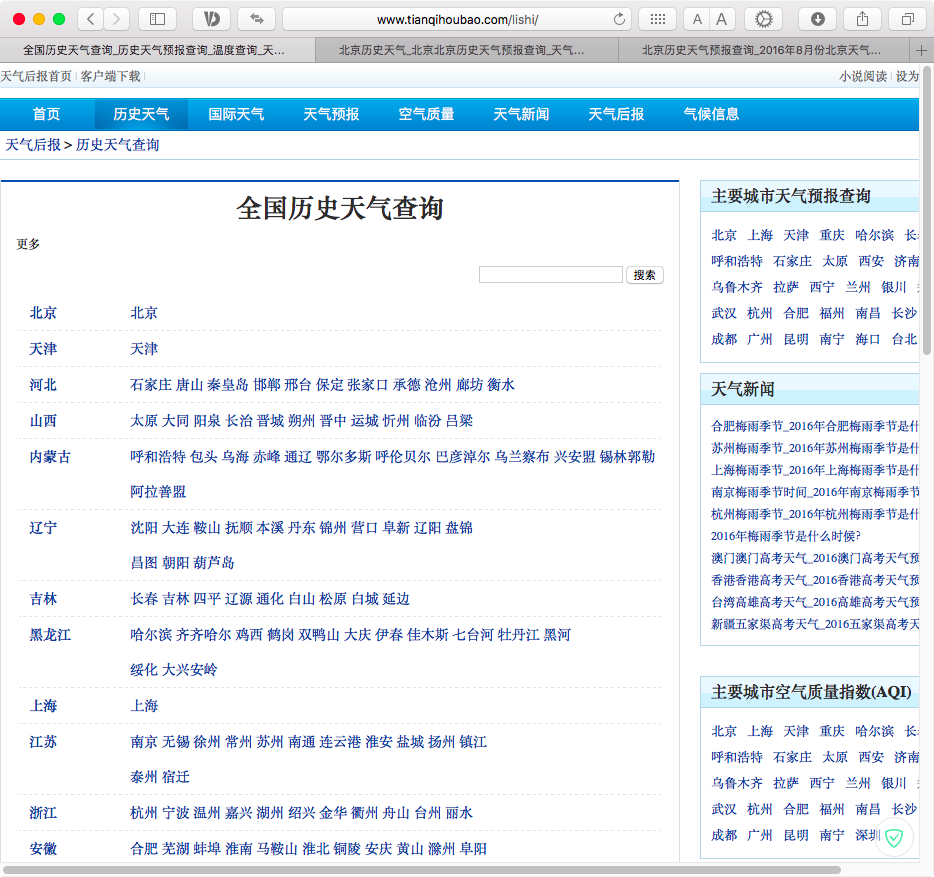 www.tianqihoubao.com/lishi/
A A
全国历史天气查询_历史天气预报查询_温度查询_天...
北京历史天气_北京北京历史天气预报查询_天气...
北京历史天气预报查询_2016年8月份北京天气...
天气后报首页 | 客户端下载 |
小说阅读 | 设为
首页 历史天气 国际天气 天气预报 空气质量 天气新闻 天气后报 气候信息
天气后报 > 历史天气查询
全国历史天气查询
更多
搜索
北京 北京
天津 天津
河北 石家庄 唐山 秦皇岛 邯郸 邢台 保定 张家口 承德 沧州 廊坊 衡水
山西 太原 大同 阳泉 长治 晋城 朔州 晋中 运城 忻州 临汾 吕梁
内蒙古 呼和浩特 包头 乌海 赤峰 通辽 鄂尔多斯 呼伦贝尔 巴彦淖尔 乌兰察布 兴安盟 锡林郭勒
阿拉善盟
辽宁 沈阳 大连 鞍山 抚顺 本溪 丹东 锦州 营口 阜新 辽阳 盘锦
昌图 朝阳 葫芦岛
吉林 长春 吉林 四平 辽源 通化 白山 松原 白城 延边
黑龙江 哈尔滨 齐齐哈尔 鸡西 鹤岗 双鸭山 大庆 伊春 佳木斯 七台河 牡丹江 黑河
绥化 大兴安岭
上海 上海
江苏 南京 无锡 徐州 常州 苏州 南通 连云港 淮安 盐城 扬州 镇江
泰州 宿迁
浙江 杭州 宁波 温州 嘉兴 湖州 绍兴 金华 衢州 舟山 台州 丽水
安徽 合肥 芜湖 蚌埠 淮南 马鞍山 淮北 铜陵 安庆 黄山 滁州 阜阳
主要城市天气预报查询
北京 上海 天津 重庆 哈尔滨 长
呼和浩特 石家庄 太原 西安 济南
乌鲁木齐 拉萨 西宁 兰州 银川
武汉 杭州 合肥 福州 南昌 长沙
成都 广州 昆明 南宁 海口 台北
天气新闻
合肥梅雨季节_2016年合肥梅雨季节是什
苏州梅雨季节_2016年苏州梅雨季节是什
上海梅雨季节_2016年上海梅雨季节是什
南京梅雨季节时间_2016年南京梅雨季节
杭州梅雨季节_2016年杭州梅雨季节是什
2016年梅雨季节是什么时候?
澳门澳门高考天气_2016澳门高考天气预
香港香港高考天气_2016香港高考天气预
台湾高雄高考天气_2016高雄高考天气预
新疆五家渠高考天气_2016五家渠高考天
主要城市空气质量指数(AQI)
北京 上海 天津 重庆 哈尔滨 长
呼和浩特 石家庄 太原 西安 济南
乌鲁木齐 拉萨 西宁 兰州 银川
武汉 杭州 合肥 福州 南昌 长沙
成都 广州 昆明 南宁 深圳